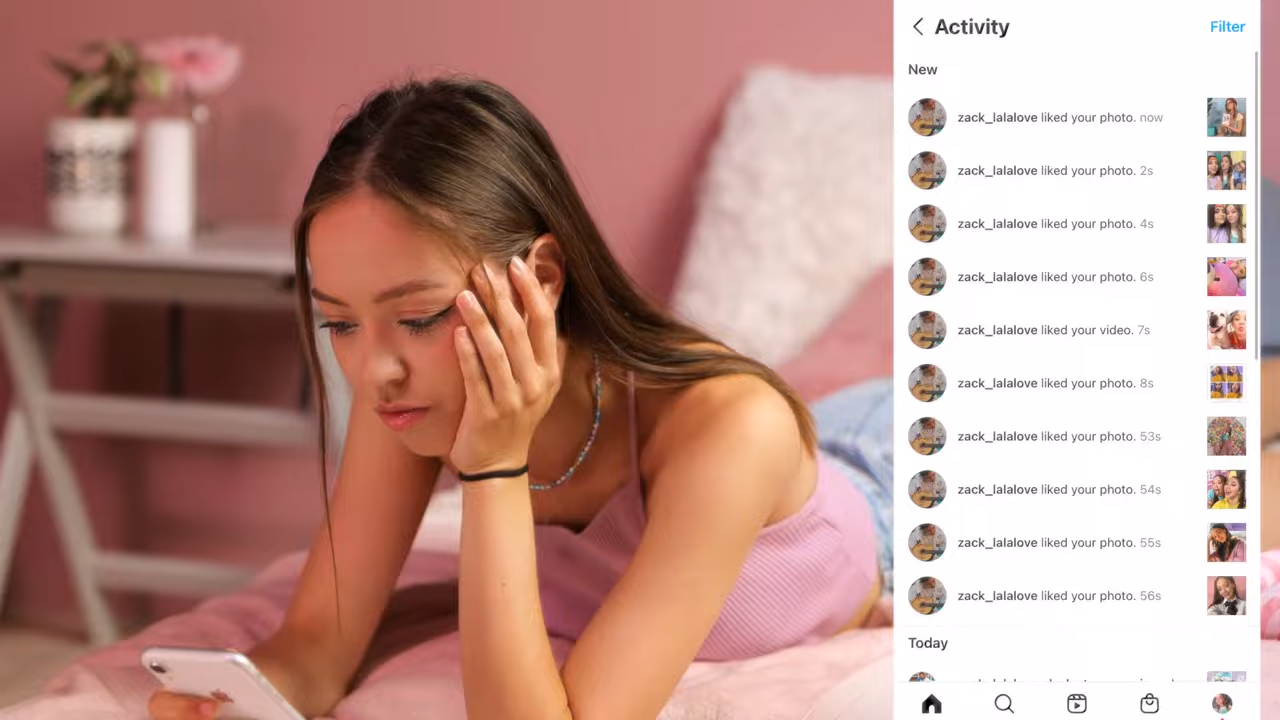 Activity
Filter
New
zack_lalalove liked your photo. now
zack_lalalove liked your photo. 2s
zack_lalalove liked your photo. 4s
zack_lalalove liked your photo. 6s
zack_lalalove liked your video. 7s
zack_lalalove liked your photo. 8s
zack_lalalove liked your photo. 53s
zack_lalalove liked your photo. 54s
zack_lalalove liked your photo. 55s
zack_lalalove liked your photo. 56s
Today